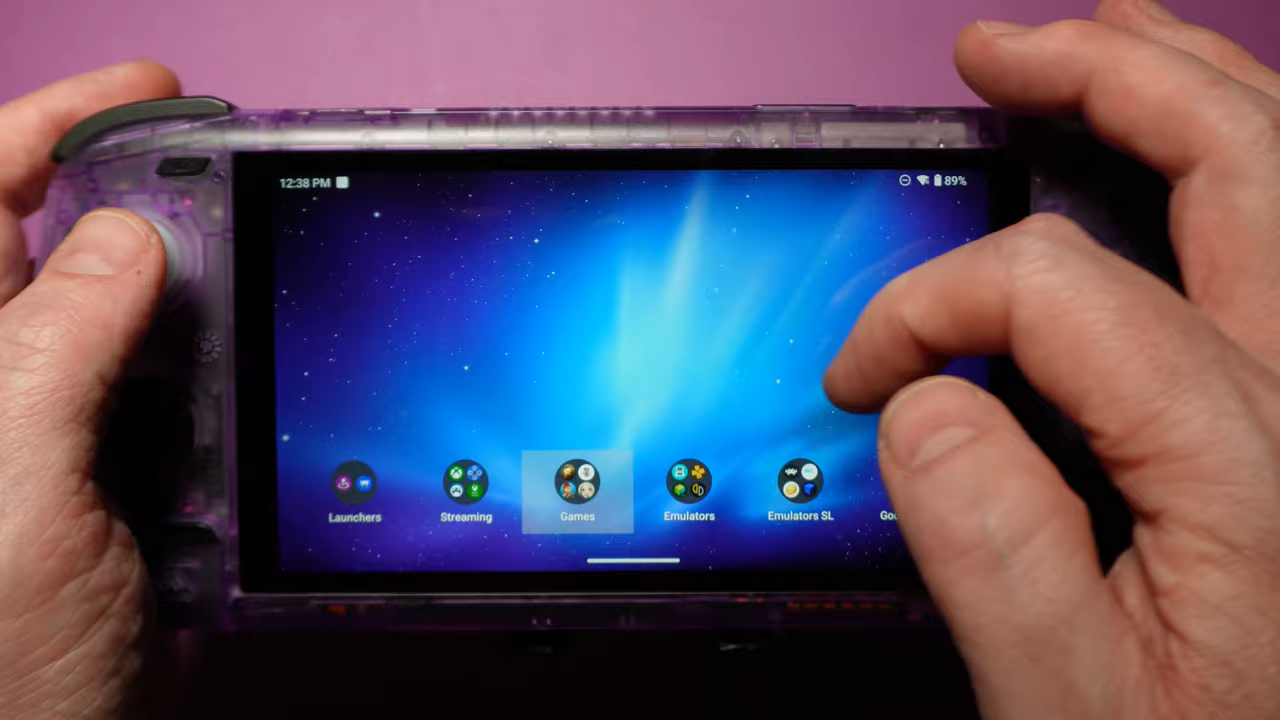 12:38 PM
89%
Launchers
Streaming
Games
Emulators
Emulators SL